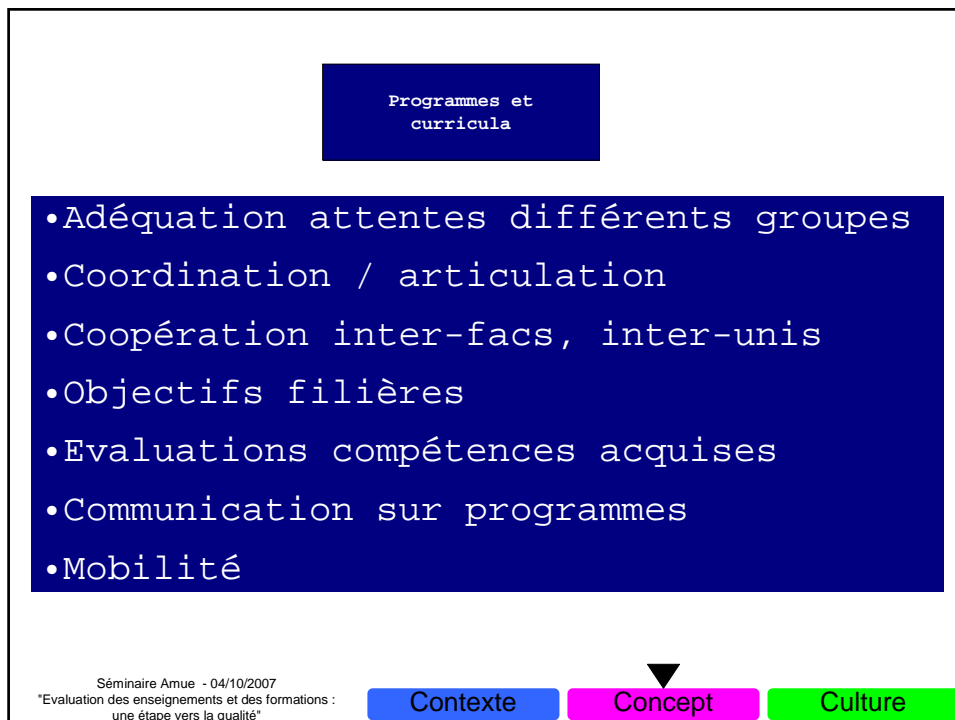 Programmes et
curricula
•Adéquation attentes différents groupes
•Coordination / articulation
•Coopération inter-facs, inter-unis
•Objectifs filières
•Evaluations compétences acquises
•Communication sur programmes
•Mobilité
Séminaire Amue - 04/10/2007
"Evaluation des enseignements et des formations :
une étape vers la qualité"
Contexte
Concept
Culture